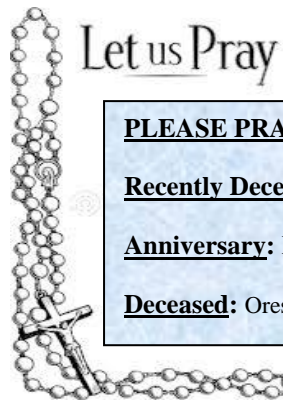 Let us Pray
PLEASE PRA
Recently Dece
Anniversary:
Deceased: Ores